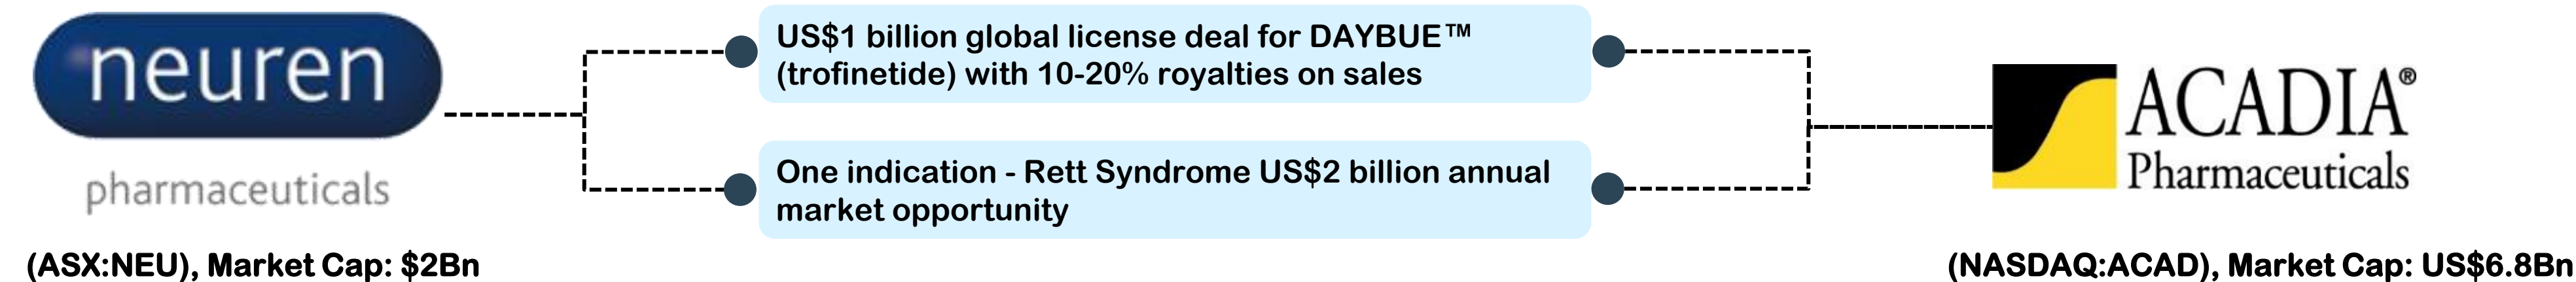 neuren
pharmaceuticals
(ASX:NEU), Market Cap: $2Bn
US$1 billion global license deal for DAYBUE™
(trofinetide) with 10-20% royalties on sales
One indication - Rett Syndrome US$2 billion annual
market opportunity
ACADIA®
Pharmaceuticals
(NASDAQ:ACAD), Market Cap: US$6.8Bn